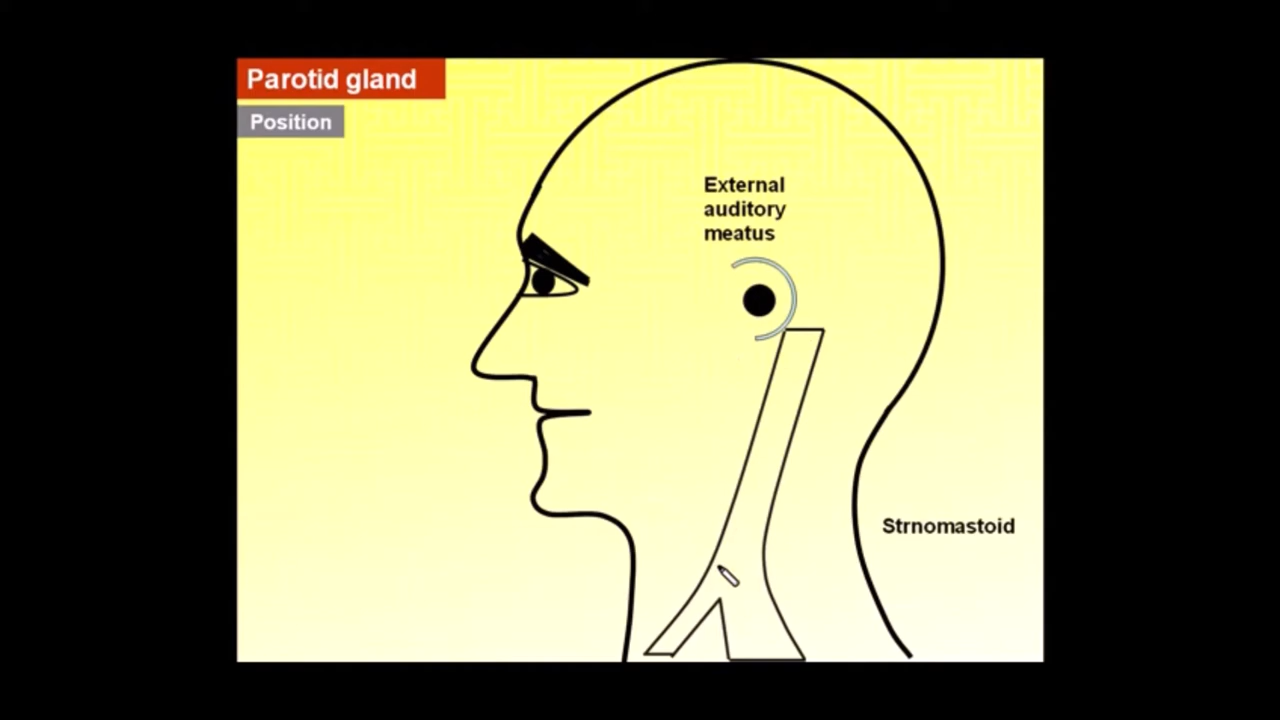 Parotid gland
Position
External
auditory
meatus
Strnomastoid